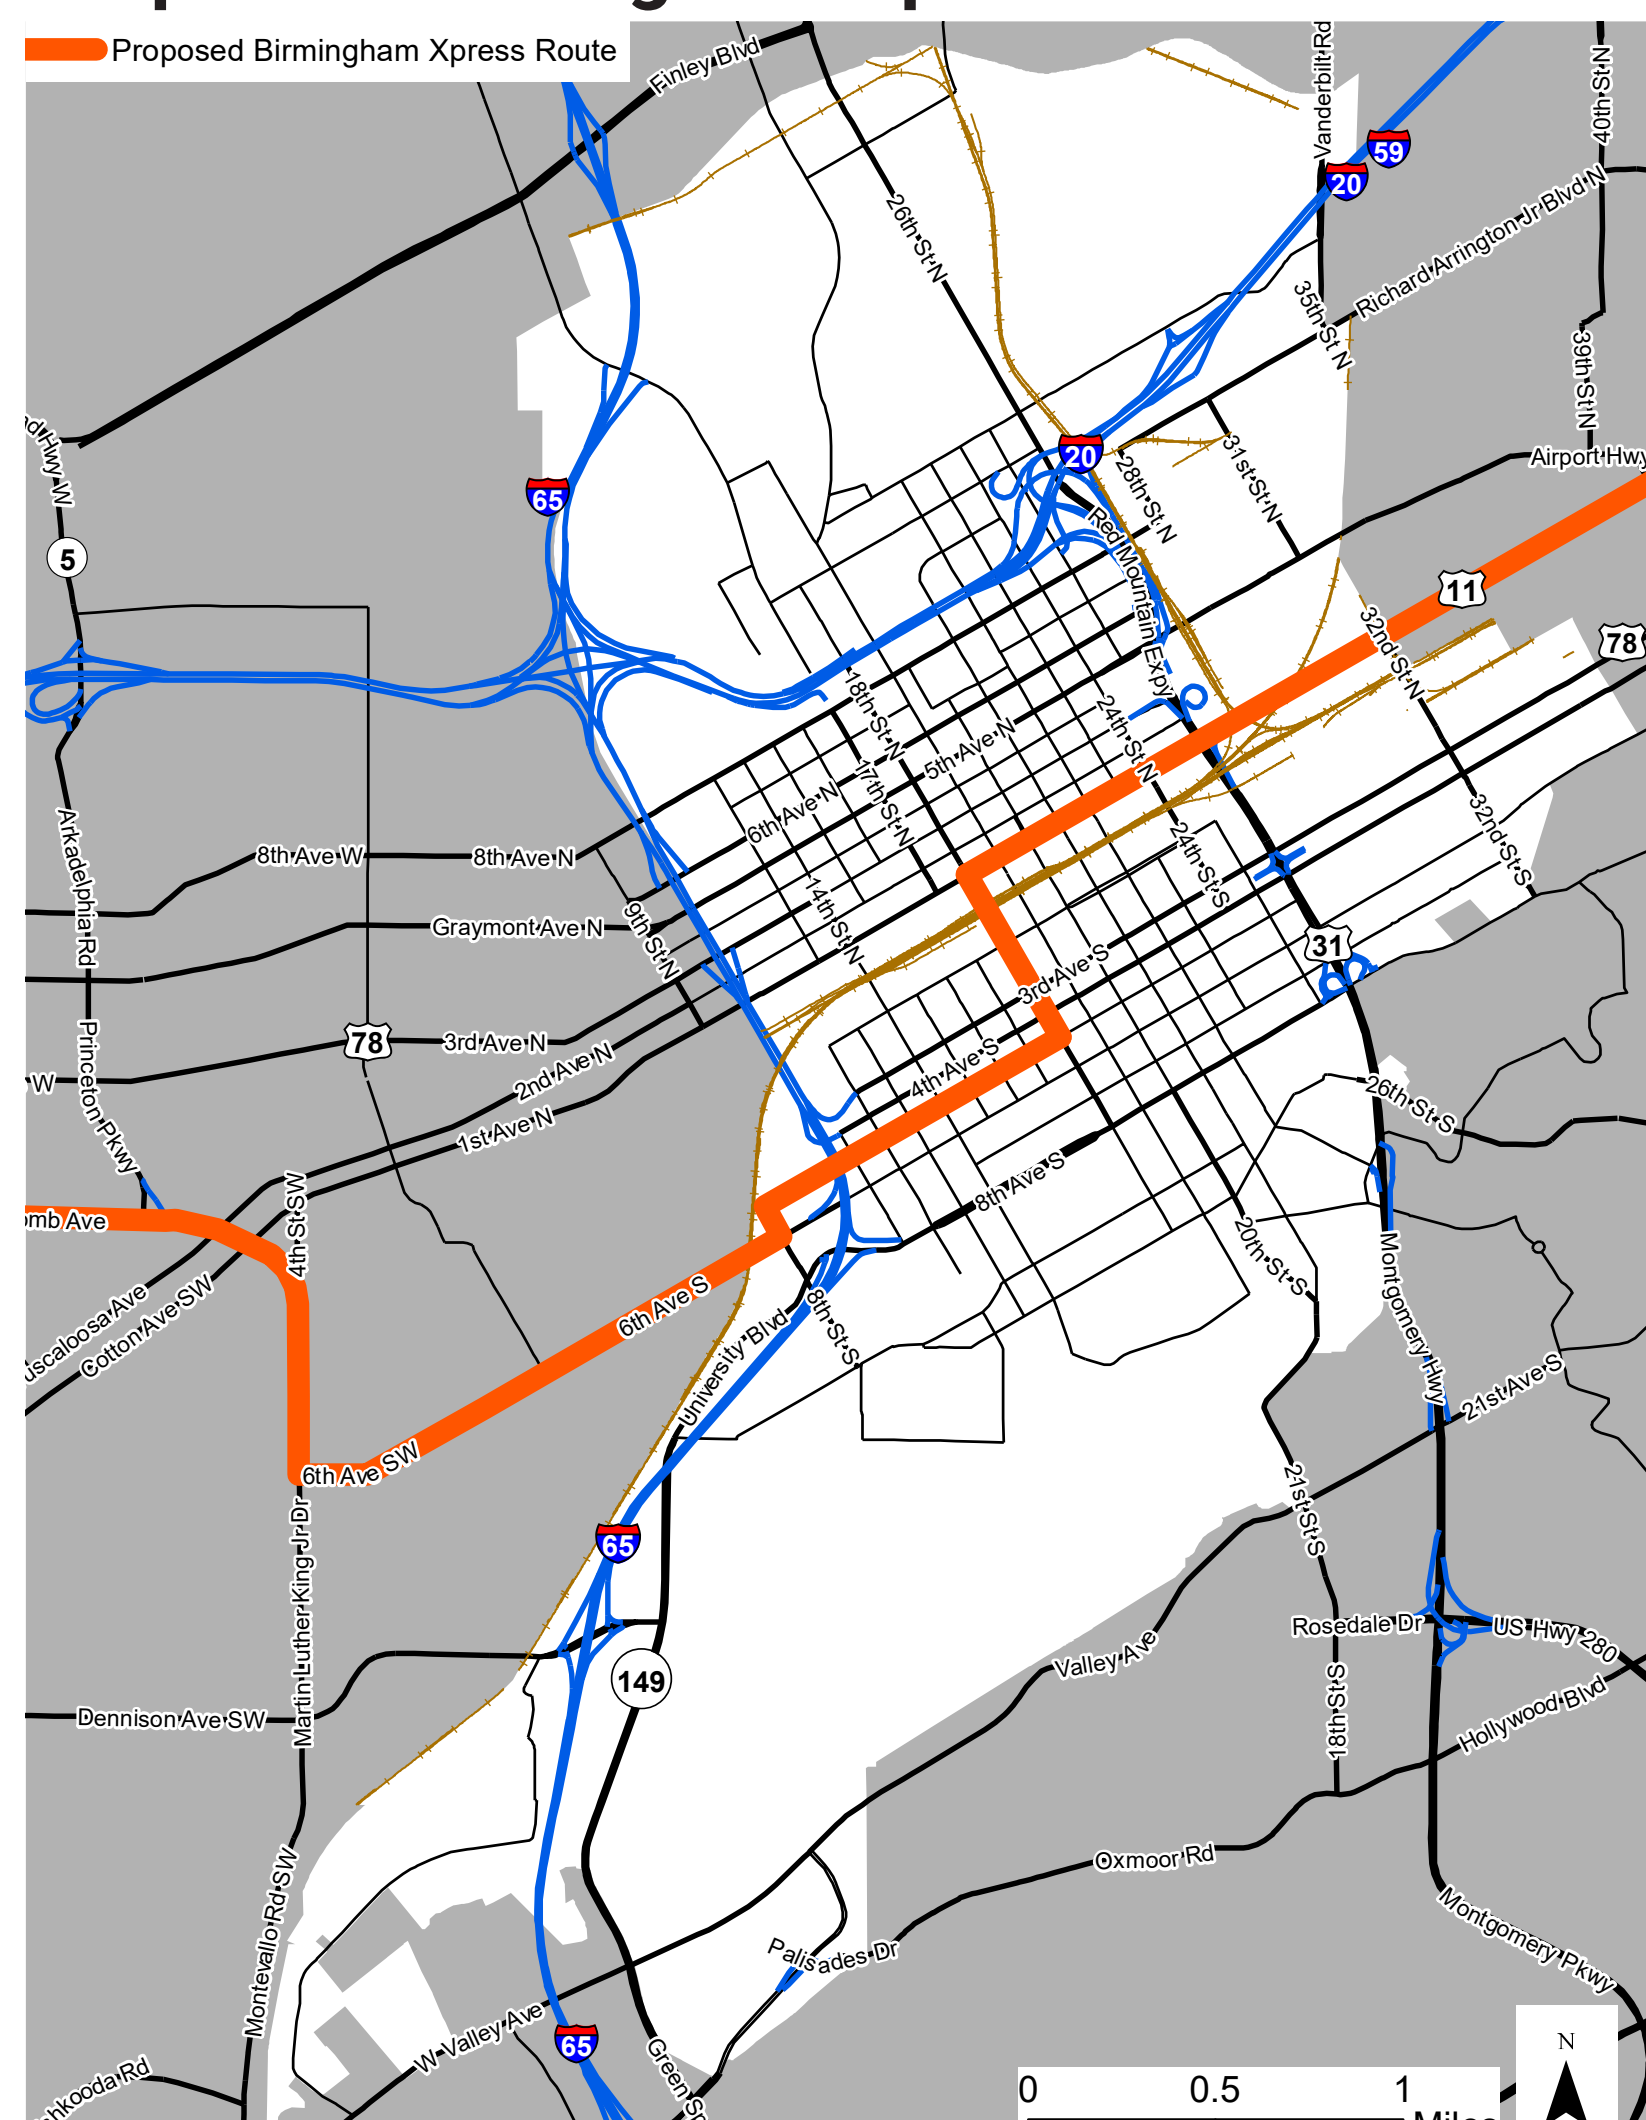 Proposed Birmingham Xpress Route
Finley Blvd
Vanderbilt Rd
40th St N
59
20
26th St N
Richard Arrington Jr Blvd N
35th St N
39th St N
Hwy W
20
31st St N
28th St N
Airport Hwy
65
5
Red Mountain Expy
11
32nd St N
78
18th St N
24th St N
5th Ave N
17th St N
6th Ave N
Arkadelphia Rd
8th Ave W
8th Ave N
24th St S
32nd St S
14th St N
9th St N
Graymont Ave N
31
3rd Ave S
78
3rd Ave N
2nd Ave N
4th Ave S
W
Princeton Pkwy
1st Ave N
26th St S
8th Ave S
4th St SW
Ave
20th St S
Montgomery Hwy
Ave
Cotton Ave SW
6th Ave S
8th St S
University Blvd
21st Ave S
6th Ave SW
21st St S
65
Martin Luther King Jr Dr
Rosedale Dr
US Hwy 280
Valley Ave
149
18th St S
Hollywood Blvd
Dennison Ave SW
Oxmoor Rd
Montevallo Rd SW
Palisades Dr
Montgomery Pkwy
W Valley Ave
65
Green
Rd
N
0 0.5 1
Miles